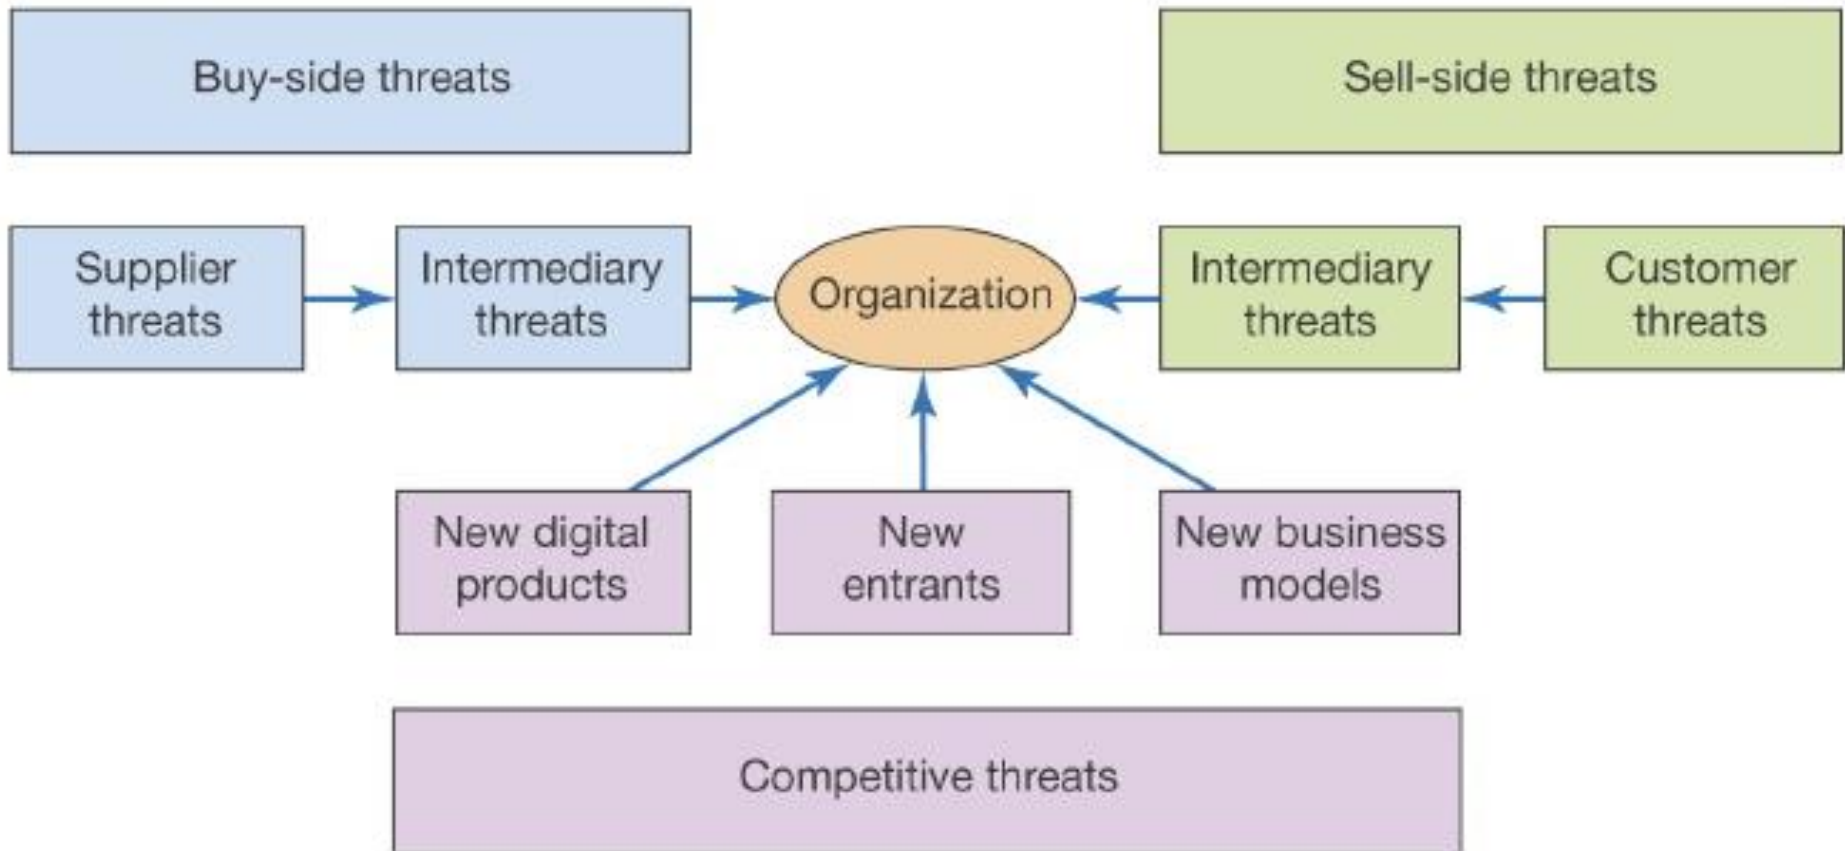 Buy-side threats
Sell-side threats
Supplier
threats
Intermediary
threats
Organization
Intermediary
threats
Customer
threats
New digital
products
New
entrants
New business
models
Competitive threats